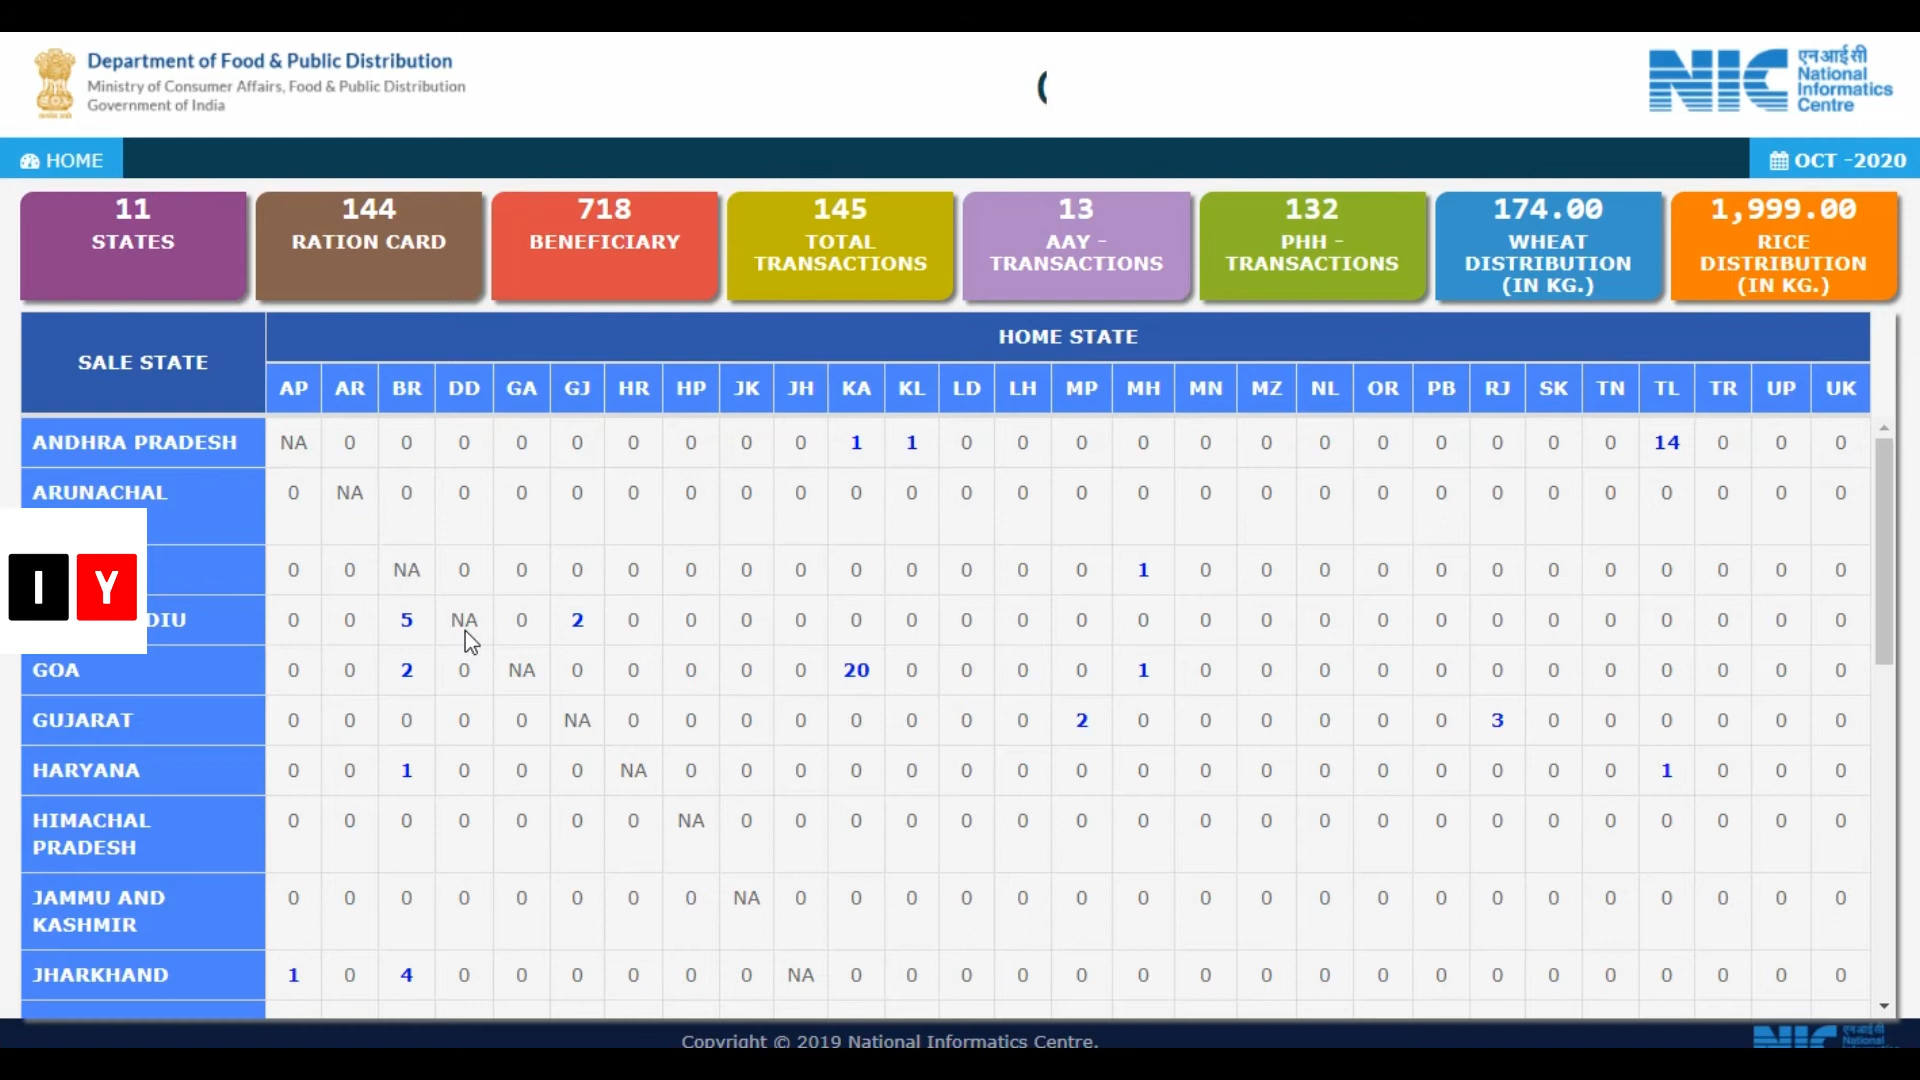 Department of Food & Public Distribution
Ministry of Consumer Affairs, Food & Public Distribution
Government of India
(
NIC
एनआईसी
National
Informatics
Centre
HOME
OCT -2020
11
STATES
144
RATION CARD
718
BENEFICIARY
145
TOTAL
TRANSACTIONS
13
AAY -
TRANSACTIONS
132
PHH -
TRANSACTIONS
174.00
WHEAT
DISTRIBUTION
(IN KG.)
1,999.00
RICE
DISTRIBUTION
(IN KG.)
SALE STATE
HOME STATE
AP AR BR DD GA GJ HR HP JK JH KA KL LD LH MP MH MN MZ NL OR PB RJ SK TN TL TR UP UK
ANDHRA PRADESH NA 0 0 0 0 0 0 0 0 0 1 1 0 0 0 0 0 0 0 0 0 0 0 0 14 0 0 0
ARUNACHAL 0 NA 0 0 0 0 0 0 0 0 0 0 0 0 0 0 0 0 0 0 0 0 0 0 0 0 0 0
0 0 NA 0 0 0 0 0 0 0 0 0 0 0 0 1 0 0 0 0 0 0 0 0 0 0 0 0
DIU 0 0 5 NA 0 2 0 0 0 0 0 0 0 0 0 0 0 0 0 0 0 0 0 0 0 0 0 0
I Y
GOA 0 0 2 0 NA 0 0 0 0 0 20 0 0 0 0 1 0 0 0 0 0 0 0 0 0 0 0 0
GUJARAT 0 0 0 0 0 NA 0 0 0 0 0 0 0 0 2 0 0 0 0 0 0 3 0 0 0 0 0 0
HARYANA 0 0 1 0 0 0 NA 0 0 0 0 0 0 0 0 0 0 0 0 0 0 0 0 0 1 0 0 0
HIMACHAL
PRADESH 0 0 0 0 0 0 0 NA 0 0 0 0 0 0 0 0 0 0 0 0 0 0 0 0 0 0 0 0
JAMMU AND
KASHMIR 0 0 0 0 0 0 0 0 NA 0 0 0 0 0 0 0 0 0 0 0 0 0 0 0 0 0 0 0
JHARKHAND 1 0 4 0 0 0 0 0 0 NA 0 0 0 0 0 0 0 0 0 0 0 0 0 0 0 0 0 0
Copyright © 2019 National Informatics Centre.
NIC
एनआईसी
National